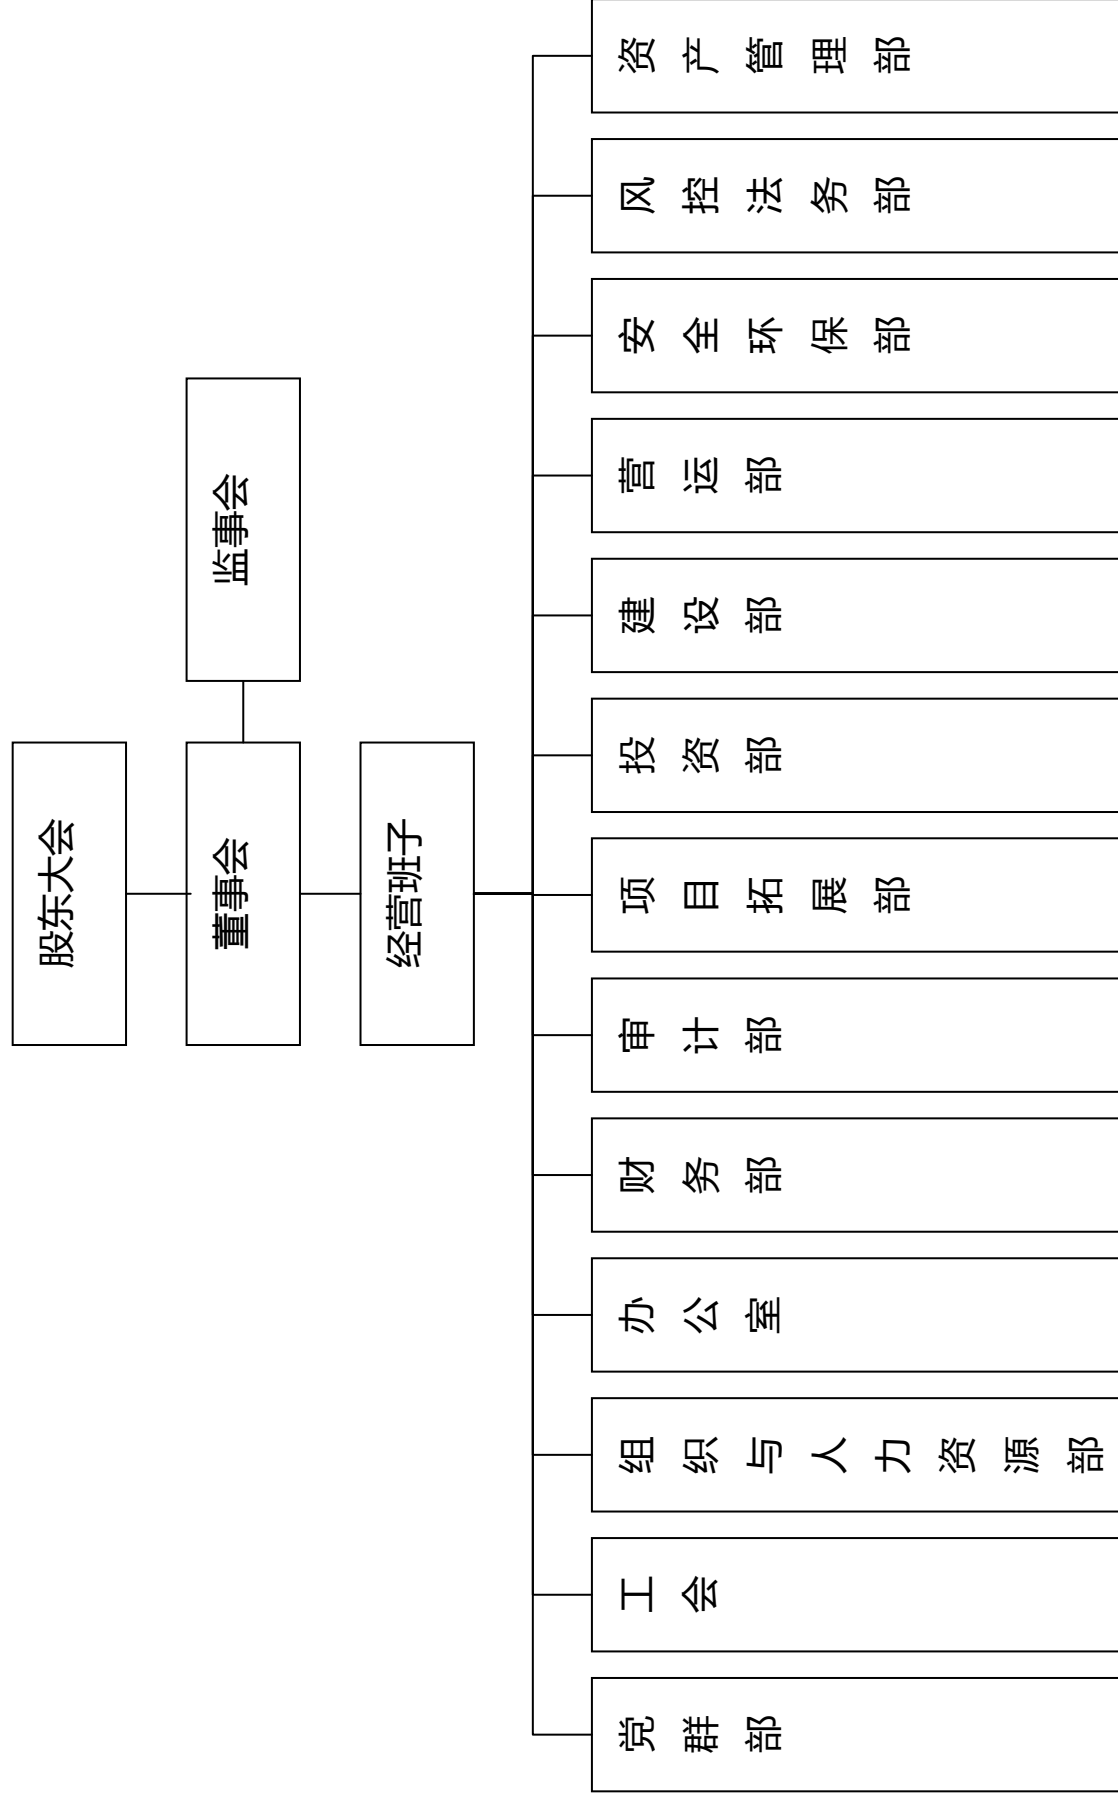 股东大会
董事会
监事会
经营班子
党群部
工会
组织与人力资源部
办公室
财务部
审计部
项目拓展部
投资部
建设部
营运部
安全环保部
风控法务部
资产管理部